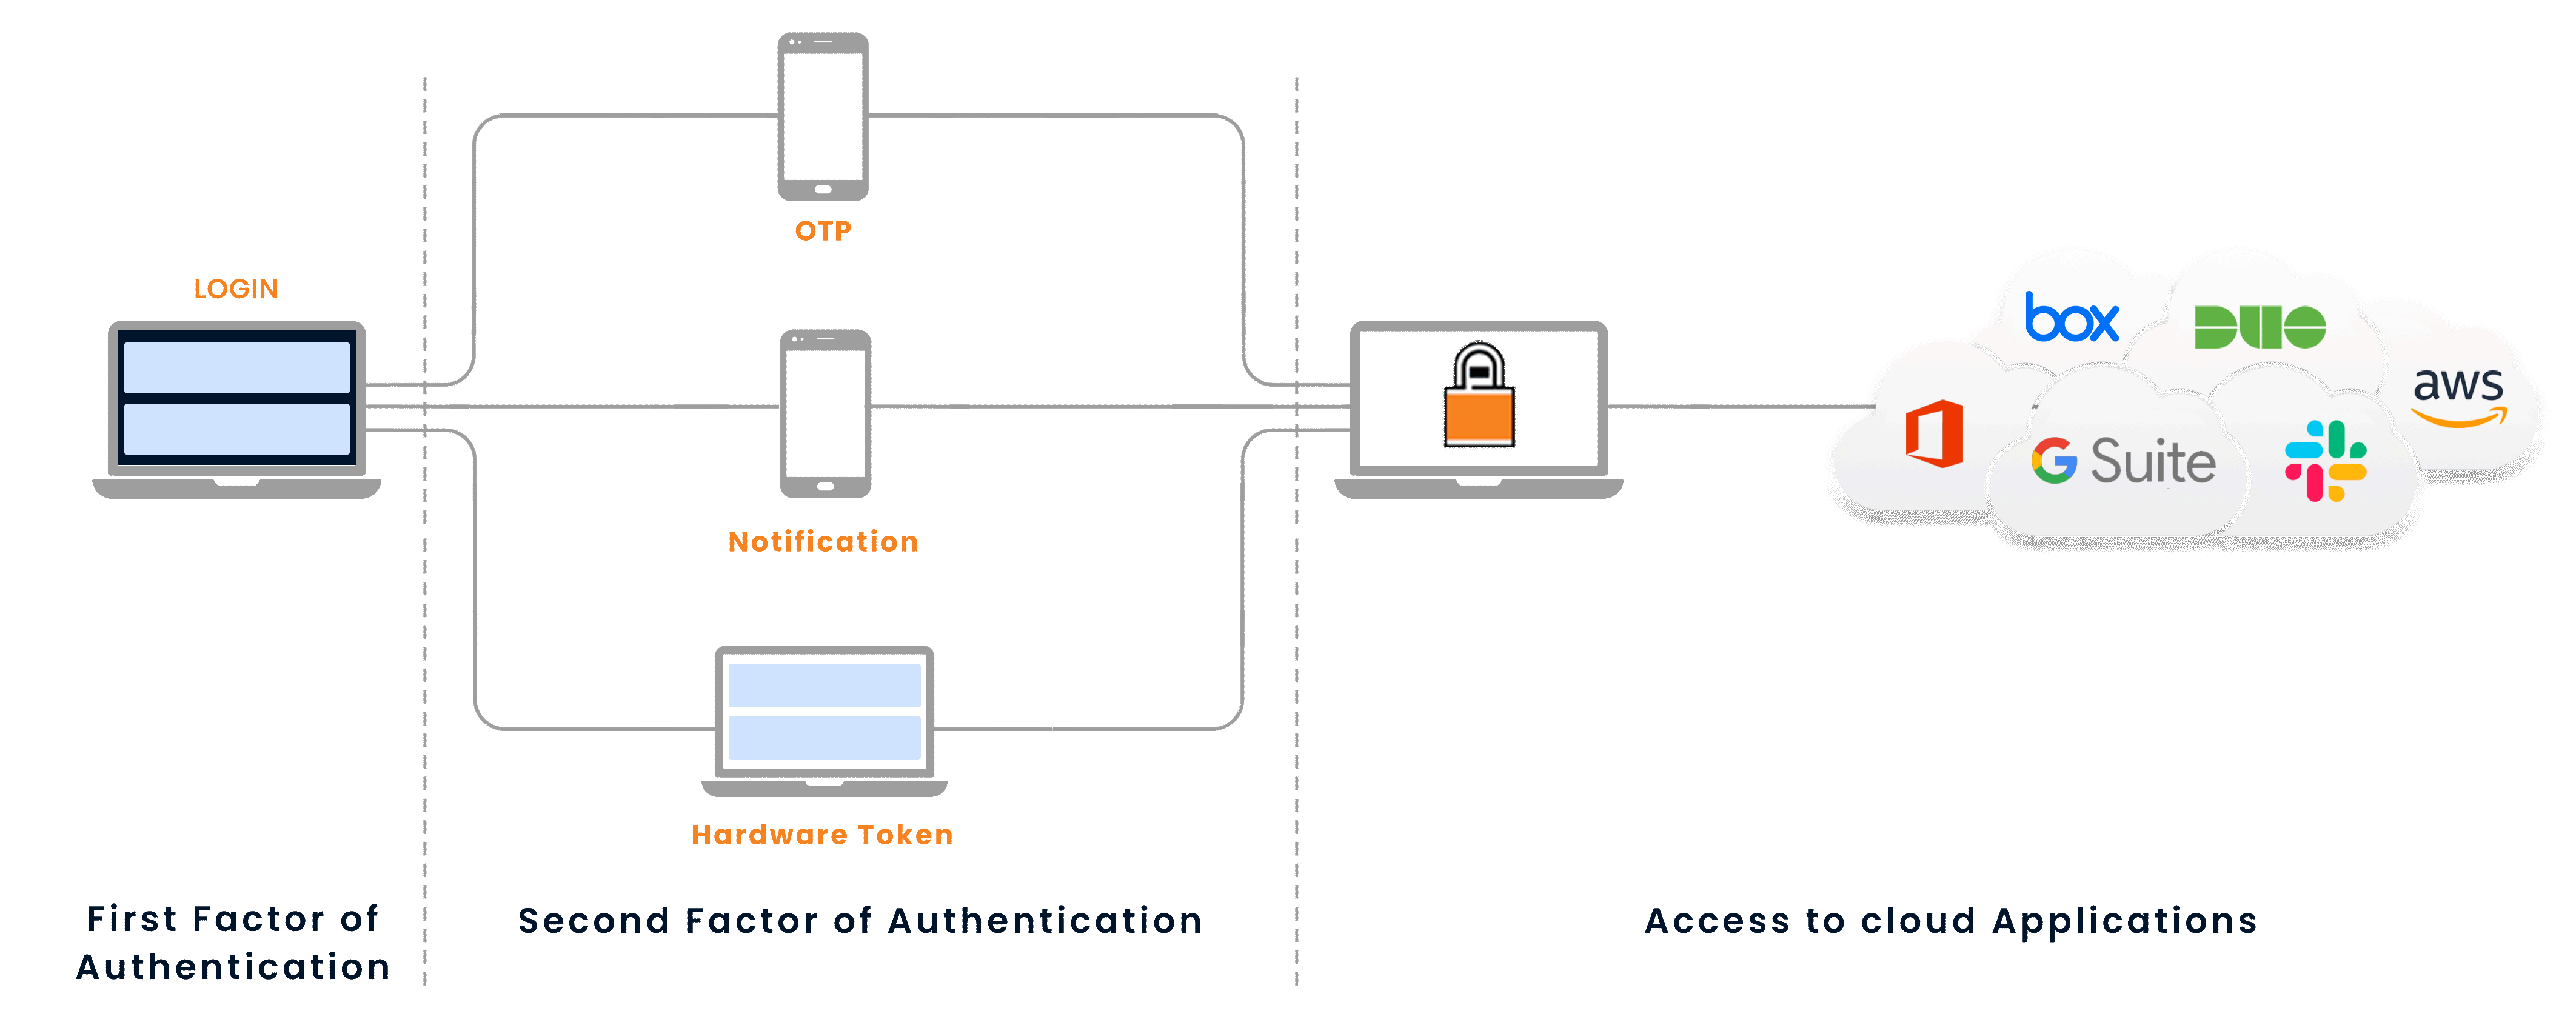 OTP
LOGIN
box
DUO
aws
G Suite
Notification
Hardware Token
First Factor of
Authentication
Second Factor of Authentication
Access to cloud Applications